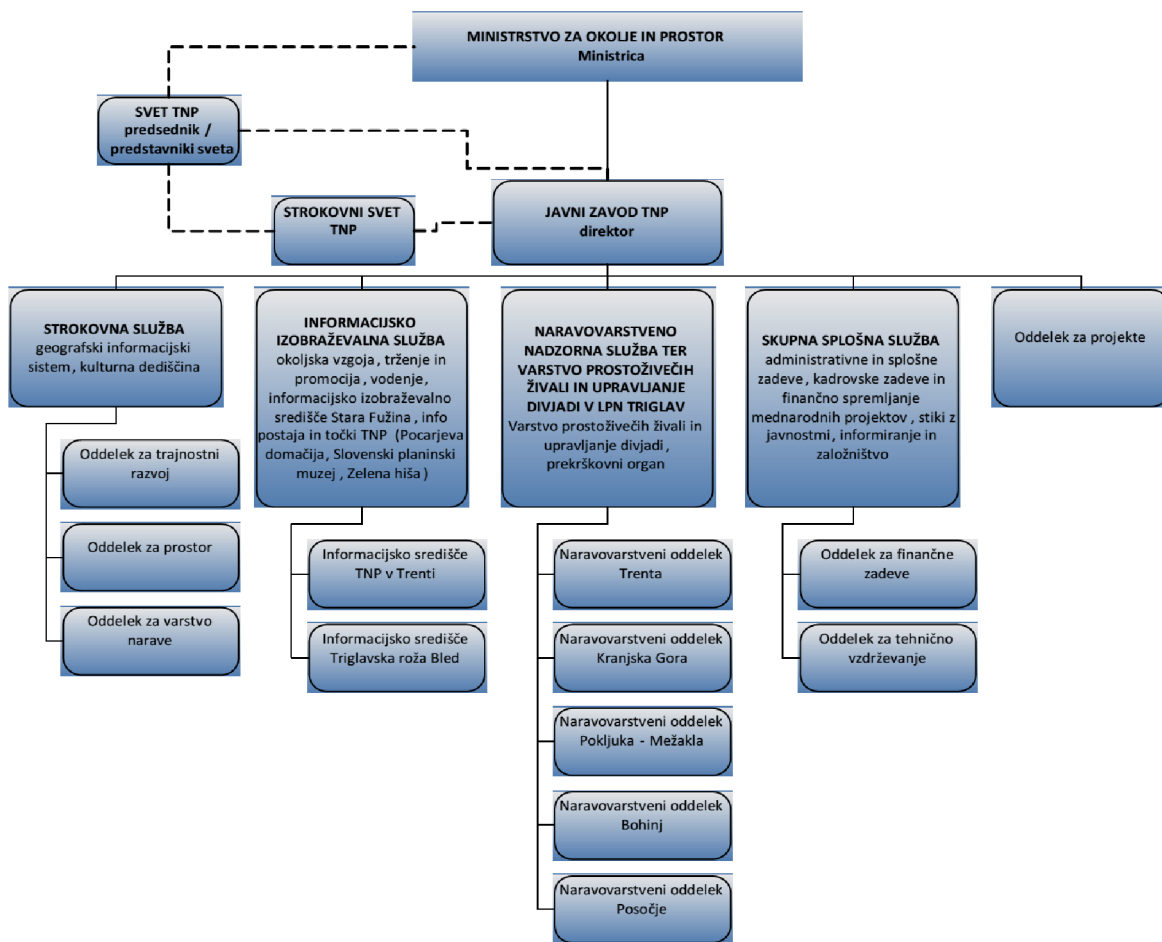 MINISTRSTVO ZA OKOLJE IN PROSTOR
Ministrica
SVET TNP
predsednik /
predstavniki sveta
STROKOVNI SVET
TNP
JAVNI ZAVOD TNP
direktor
STROKOVNA SLUŽBA
geografski informacijski
sistem , kulturna dediščina
Oddelek za trajnostni
razvoj
Oddelek za prostor
Oddelek za varstvo
narave
INFORMACIJSKO
IZOBRAŽEVALNA SLUŽBA
okoljska vzgoja , trženje in
promocija , vodenje ,
informacijsko izobraževalno
središče Stara Fužina , info
postaja in točki TNP (Pocarjeva
domačija , Slovenski planinski
muzej , Zelena hiša )
Informacijsko središče
TNP v Trenti
Informacijsko središče
Triglavska roža Bled
NARAVOVARSTVENO
NADZORNA SLUŽBA TER
VARSTVO PROSTOŽIVEČIH
ŽIVALI IN UPRAVLJANJE
DIVJADI V LPN TRIGLAV
Varstvo prostoživečih živali in
upravljanje divjadi ,
prekrškovni organ
Naravovarstveni oddelek
Trenta
Naravovarstveni oddelek
Kranjska Gora
Naravovarstveni oddelek
Pokljuka - Mežakla
Naravovarstveni oddelek
Bohinj
Naravovarstveni oddelek
Posočje
SKUPNA SPLOŠNA SLUŽBA
administrativne in splošne
zadeve , kadrovske zadeve in
finančno spremljanje
mednarodnih projektov , stiki z
javnostmi , informiranje in
založništvo
Oddelek za finančne
zadeve
Oddelek za tehnično
vzdrževanje
Oddelek za projekte